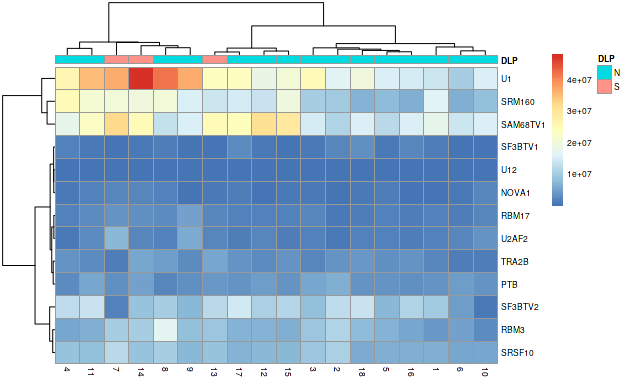 DLP
DLP
U1
N
S
SRM160
SAM68TV1
SF3BTV1
U12
NOVA1
RBM17
U2AF2
TRA2B
PTB
SF3BTV2
RBM3
SRSF10
4e+07
3e+07
2e+07
1e+07
4 11 7 14 8 9 13 17 12 15 3 2 18 5 16 1 6 10